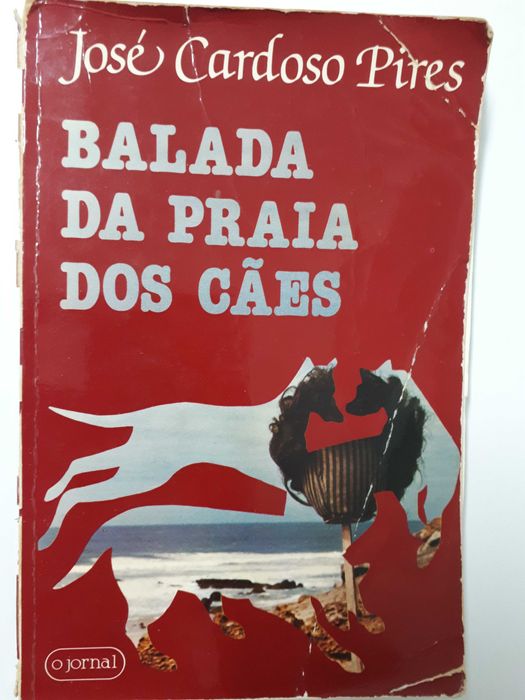 José Cardoso Pires
BALADA
DA PRAIA
DOS CÃES
o jornal